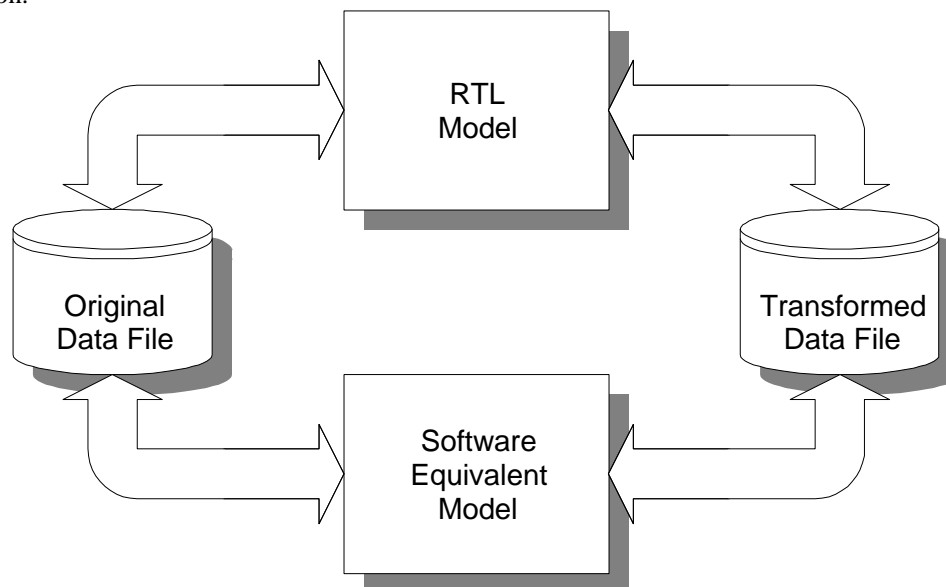 RTL
Model
Original
Data File
Transformed
Data File
Software
Equivalent
Model